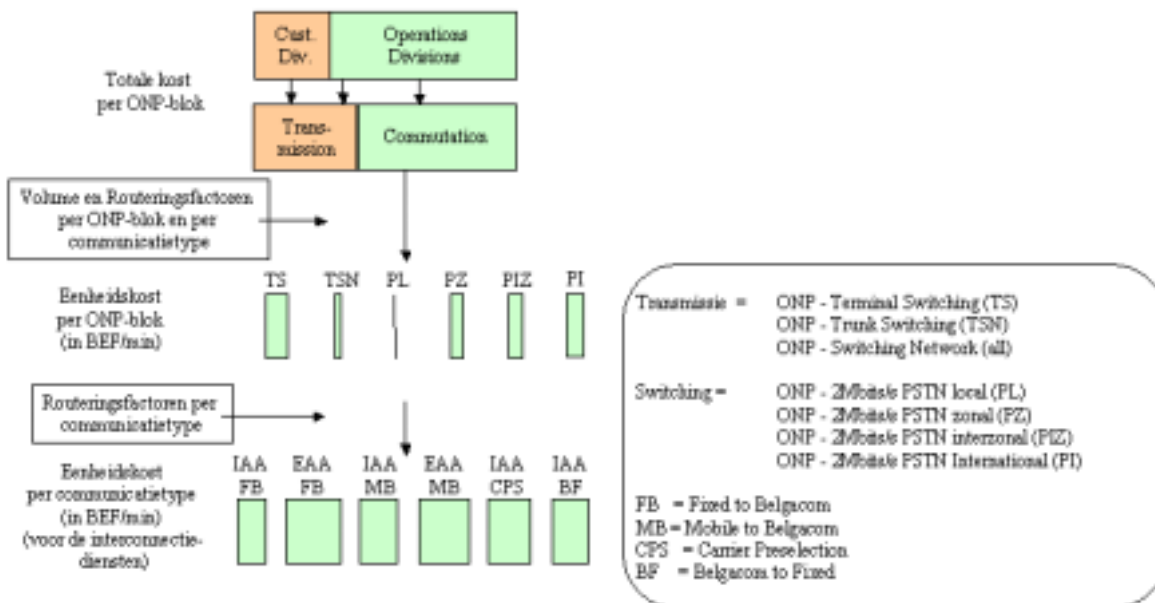 Cust.
Div.
Operations
Divisions
Totale kost
per ONP-blok
Trans-
mission
Commutation
Volume en Routeringsfactoren
per ONP-blok en per
communicatietype
TS TSN PL PZ PIZ PI
Eenheidskost
per ONP-blok
(in BEF/min)
Routeringsfactoren per
communicatietype
IAA EAA IAA EAA IAA IAA
FB FB MB MB CPS BF
Eenheidskost
per communicatietype
(in BEF/min)
(voor de interconnectie-
diensten)
Transmissie = ONP - Terminal Switching (TS)
ONP - Trunk Switching (TSN)
ONP - Switching Network (all)
Switching = ONP - 2Mbits/s PSTN local (PL)
ONP - 2Mbits/s PSTN zonal (PZ)
ONP - 2Mbits/s PSTN interzonal (PIZ)
ONP - 2Mbits/s PSTN International (PI)
FB = Fixed to Belgacom
MB = Mobile to Belgacom
CPS = Carrier Preselection
BF = Belgacom to Fixed